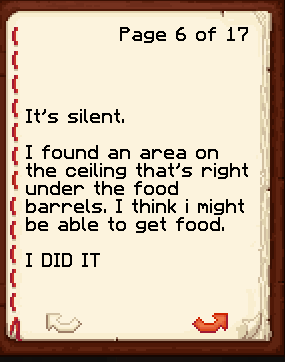 Page 6 of 17
It's silent.
I found an area on
the ceiling that's right
under the food
barrels. I think i might
be able to get food.
I DID IT